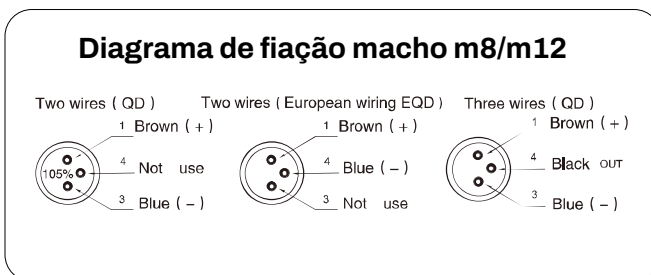 Diagrama de fiação macho m8/m12
Two wires ( QD ) Two wires ( European wiring EQD ) Three wires ( QD )
1 Brown ( + )
4 Not use
3 Blue ( − )
105%
1 Brown ( + )
4 Blue ( − )
3 Not use
1 Brown ( + )
4 Black OUT
3 Blue ( − )